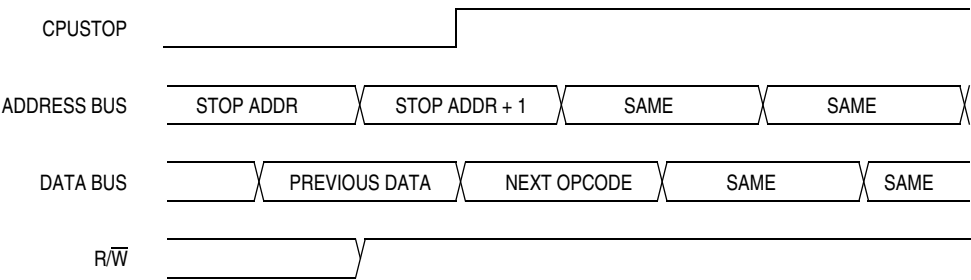 CPUSTOP
ADDRESS BUS STOP ADDR STOP ADDR + 1 SAME SAME
DATA BUS PREVIOUS DATA NEXT OPCODE SAME SAME
R/W̅